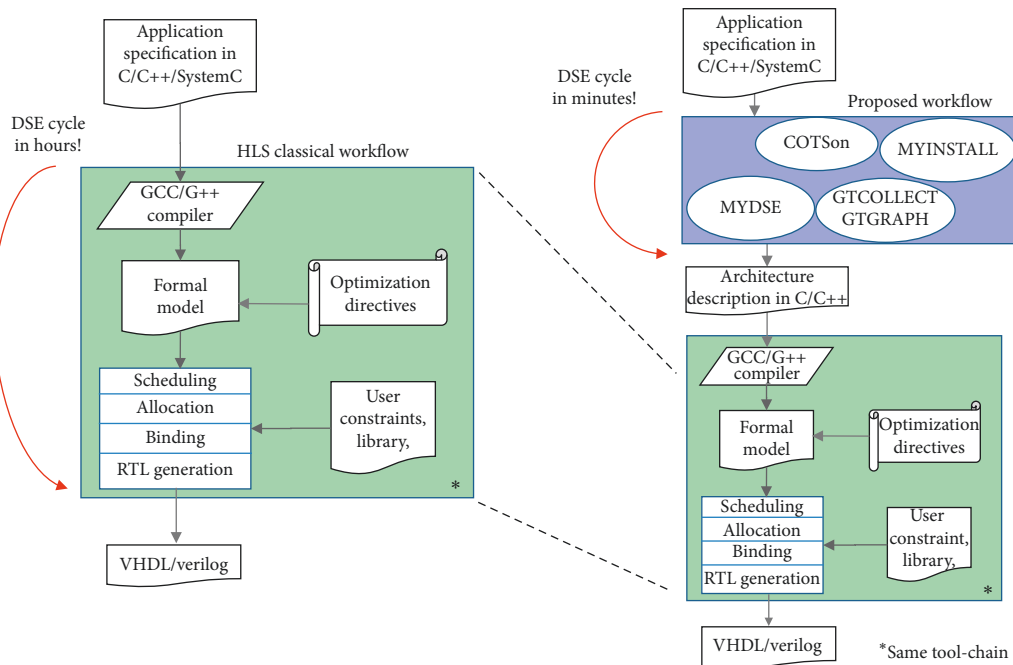 Application
specification in
C/C++/SystemC
DSE cycle
in hours!
HLS classical workflow
GCC/G++
compiler
Formal
model
Optimization
directives
Scheduling
Allocation
Binding
RTL generation
User
constraints,
library,
*
VHDL/verilog
Application
specification in
C/C++/SystemC
DSE cycle
in minutes!
Proposed workflow
COTSon
MYINSTALL
MYDSE
GTCOLLECT
GTGRAPH
Architecture
description in C/C++
GCC/G++
compiler
Formal
model
Optimization
directives
Scheduling
Allocation
Binding
RTL generation
User
constraint,
library,
*
VHDL/verilog
*Same tool-chain